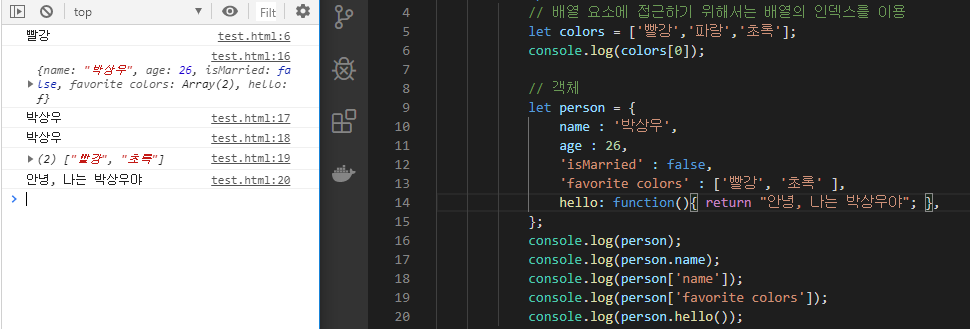 top
Filt
빨강 test.html:6
test.html:16
{name: "박상우", age: 26, isMarried: fa
lse, favorite colors: Array(2), hello:
ƒ}
박상우 test.html:17
박상우 test.html:18
(2) ["빨강", "초록"] test.html:19
안녕, 나는 박상우야 test.html:20
>
4 // 배열 요소에 접근하기 위해서는 배열의 인덱스를 이용
5 let colors = ['빨강','파랑','초록'];
6 console.log(colors[0]);
7
8 // 객체
9 let person = {
10 name : '박상우',
11 age : 26,
12 'isMarried' : false,
13 'favorite colors' : ['빨강', '초록' ],
14 hello: function(){ return "안녕, 나는 박상우야"; },
15 };
16 console.log(person);
17 console.log(person.name);
18 console.log(person['name']);
19 console.log(person['favorite colors']);
20 console.log(person.hello());